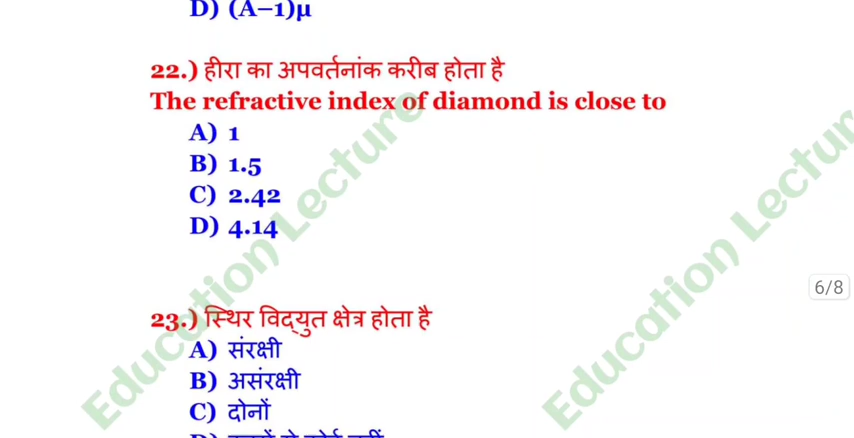 D) (A–1)μ
22.) हीरा का अपवर्तनांक करीब होता है
The refractive index of diamond is close to
A) 1
B) 1.5
C) 2.42
D) 4.14
6/8
23.) स्थिर विद्युत क्षेत्र होता है
A) संरक्षी
B) असंरक्षी
C) दोनों
Education Lecture
Education Lectur